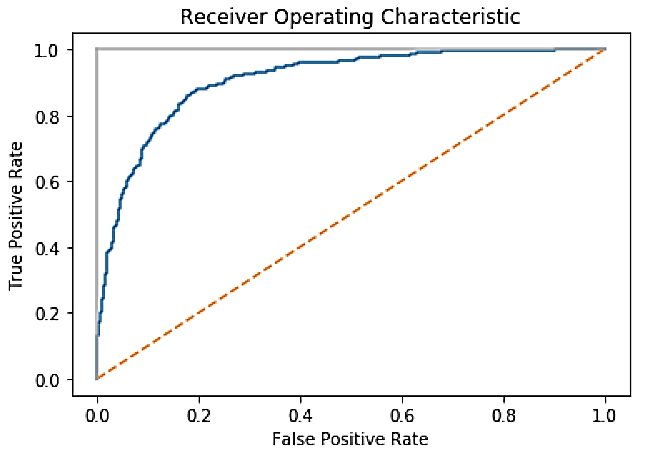 Receiver Operating Characteristic
1.0
0.8
0.6
0.4
0.2
0.0
True Positive Rate
0.0 0.2 0.4 0.6 0.8 1.0
False Positive Rate